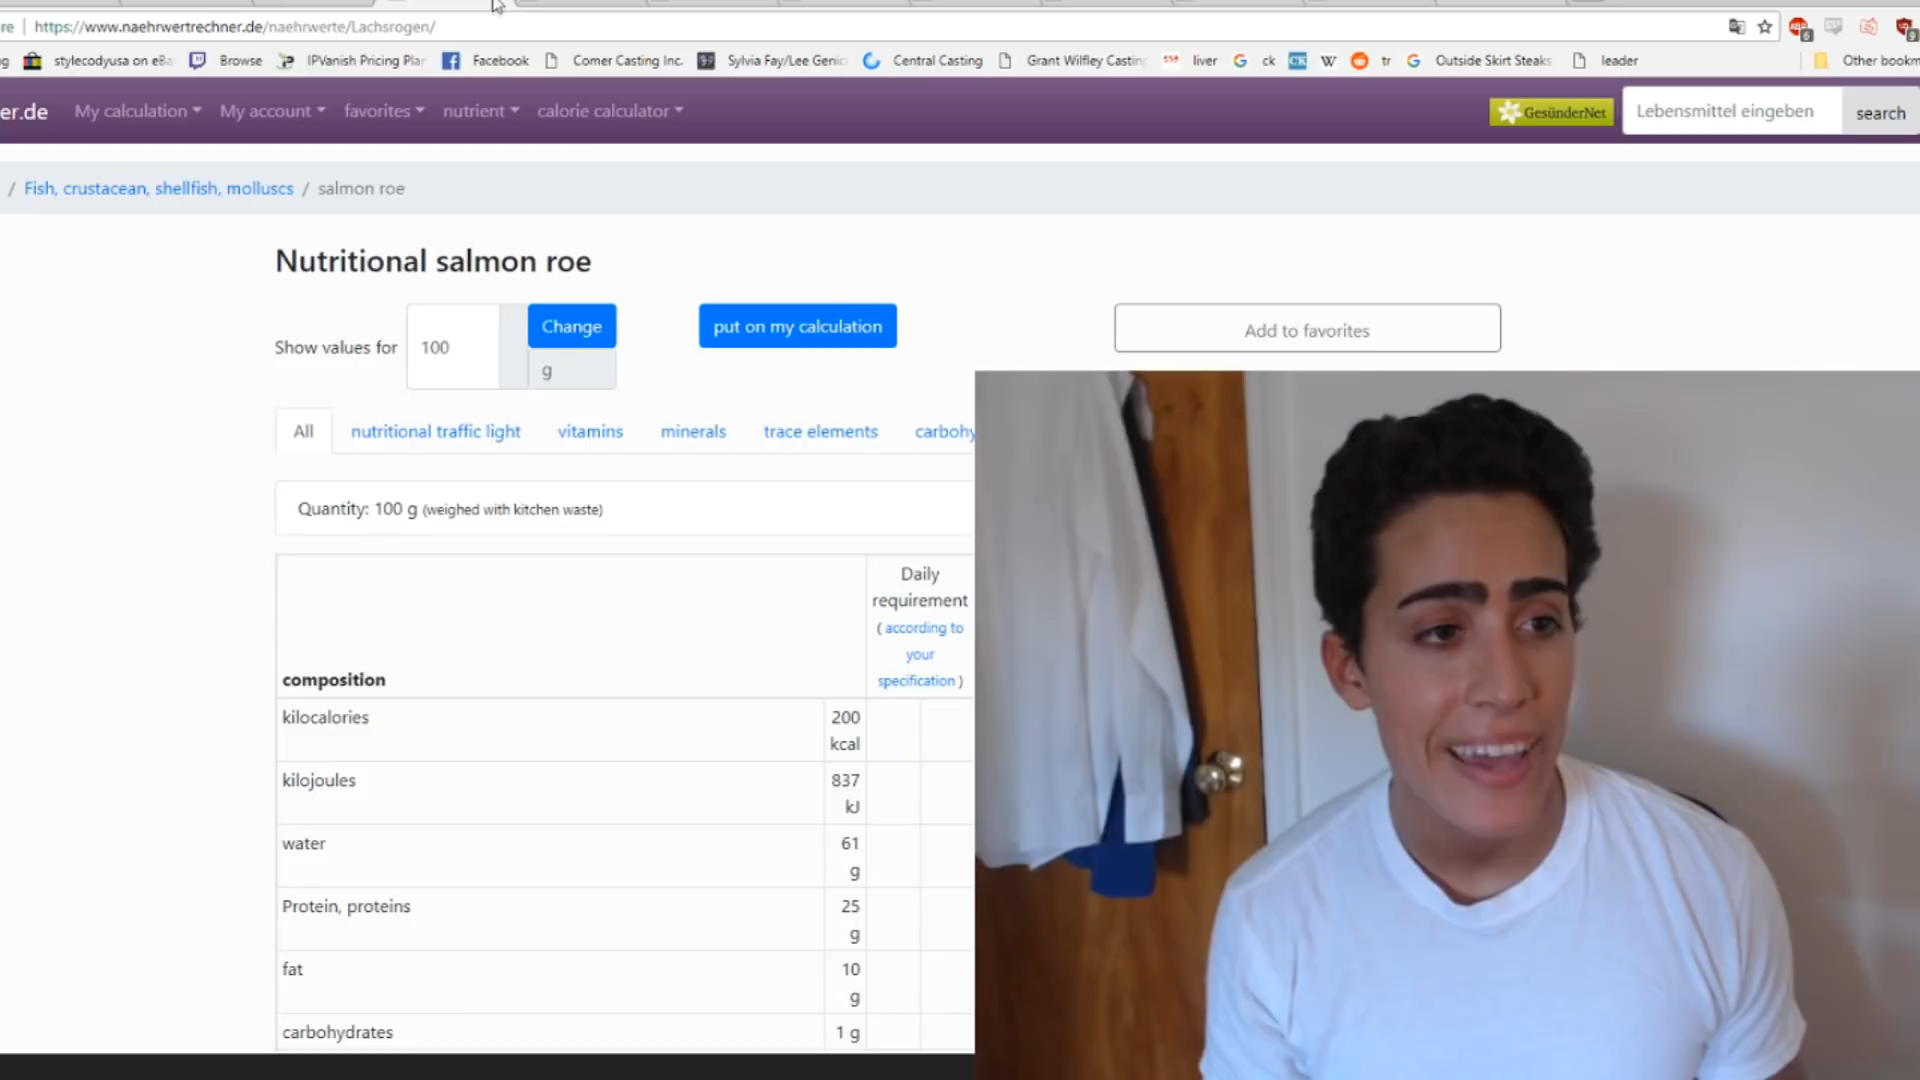 re https://www.naehrwertrechner.de/naehrwerte/Lachsrogen/
stylecodyusa on eBa Browse IPVanish Pricing Plan Facebook Comer Casting Inc. Sylvia Fay/Lee Genic Central Casting Grant Wilfley Casting liver ck CK W tr Outside Skirt Steaks leader Other bookm
er.de My calculation My account favorites nutrient calorie calculator GesünderNet Lebensmittel eingeben search
/ Fish, crustacean, shellfish, molluscs / salmon roe
Nutritional salmon roe
Show values for 100 Change g put on my calculation Add to favorites
All nutritional traffic light vitamins minerals trace elements carbohy
Quantity: 100 g (weighed with kitchen waste)
Daily
requirement
( according to
your
specification )
composition
kilocalories 200
kcal
kilojoules 837
kJ
water 61
g
Protein, proteins 25
g
fat 10
g
carbohydrates 1 g